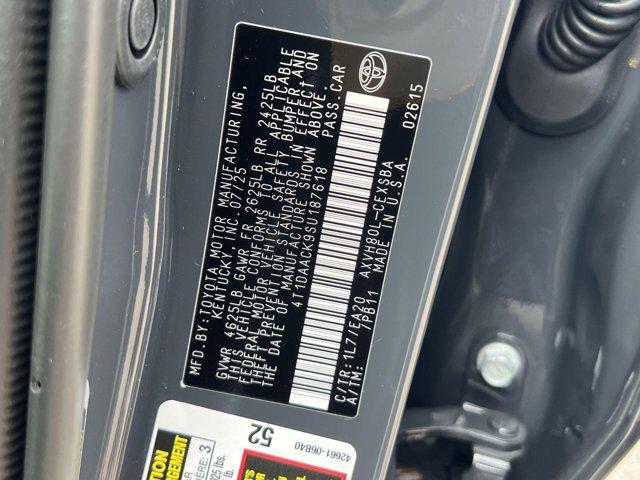 MFD.BY:TOYOTA MOTOR MANUFACTURING,
KENTUCKY, INC. 07/25
GVWR 4625LB GAWR FR 2625LB RR 2425LB
THIS VEHICLE CONFORMS TO ALL APPLICABLE
FEDERAL MOTOR VEHICLE SAFETY, BUMPER, AND
THEFT PREVENTION STANDARDS IN EFFECT ON
THE DATE OF MANUFACTURE SHOWN ABOVE.
4T1DAACK9SU187618 PASS.CAR
C/TR: 1L7/EA20 AXVH80L-CEXSBA
A/TM: /PB11 MADE IN U.S.A. 02615
52
42661-06B40